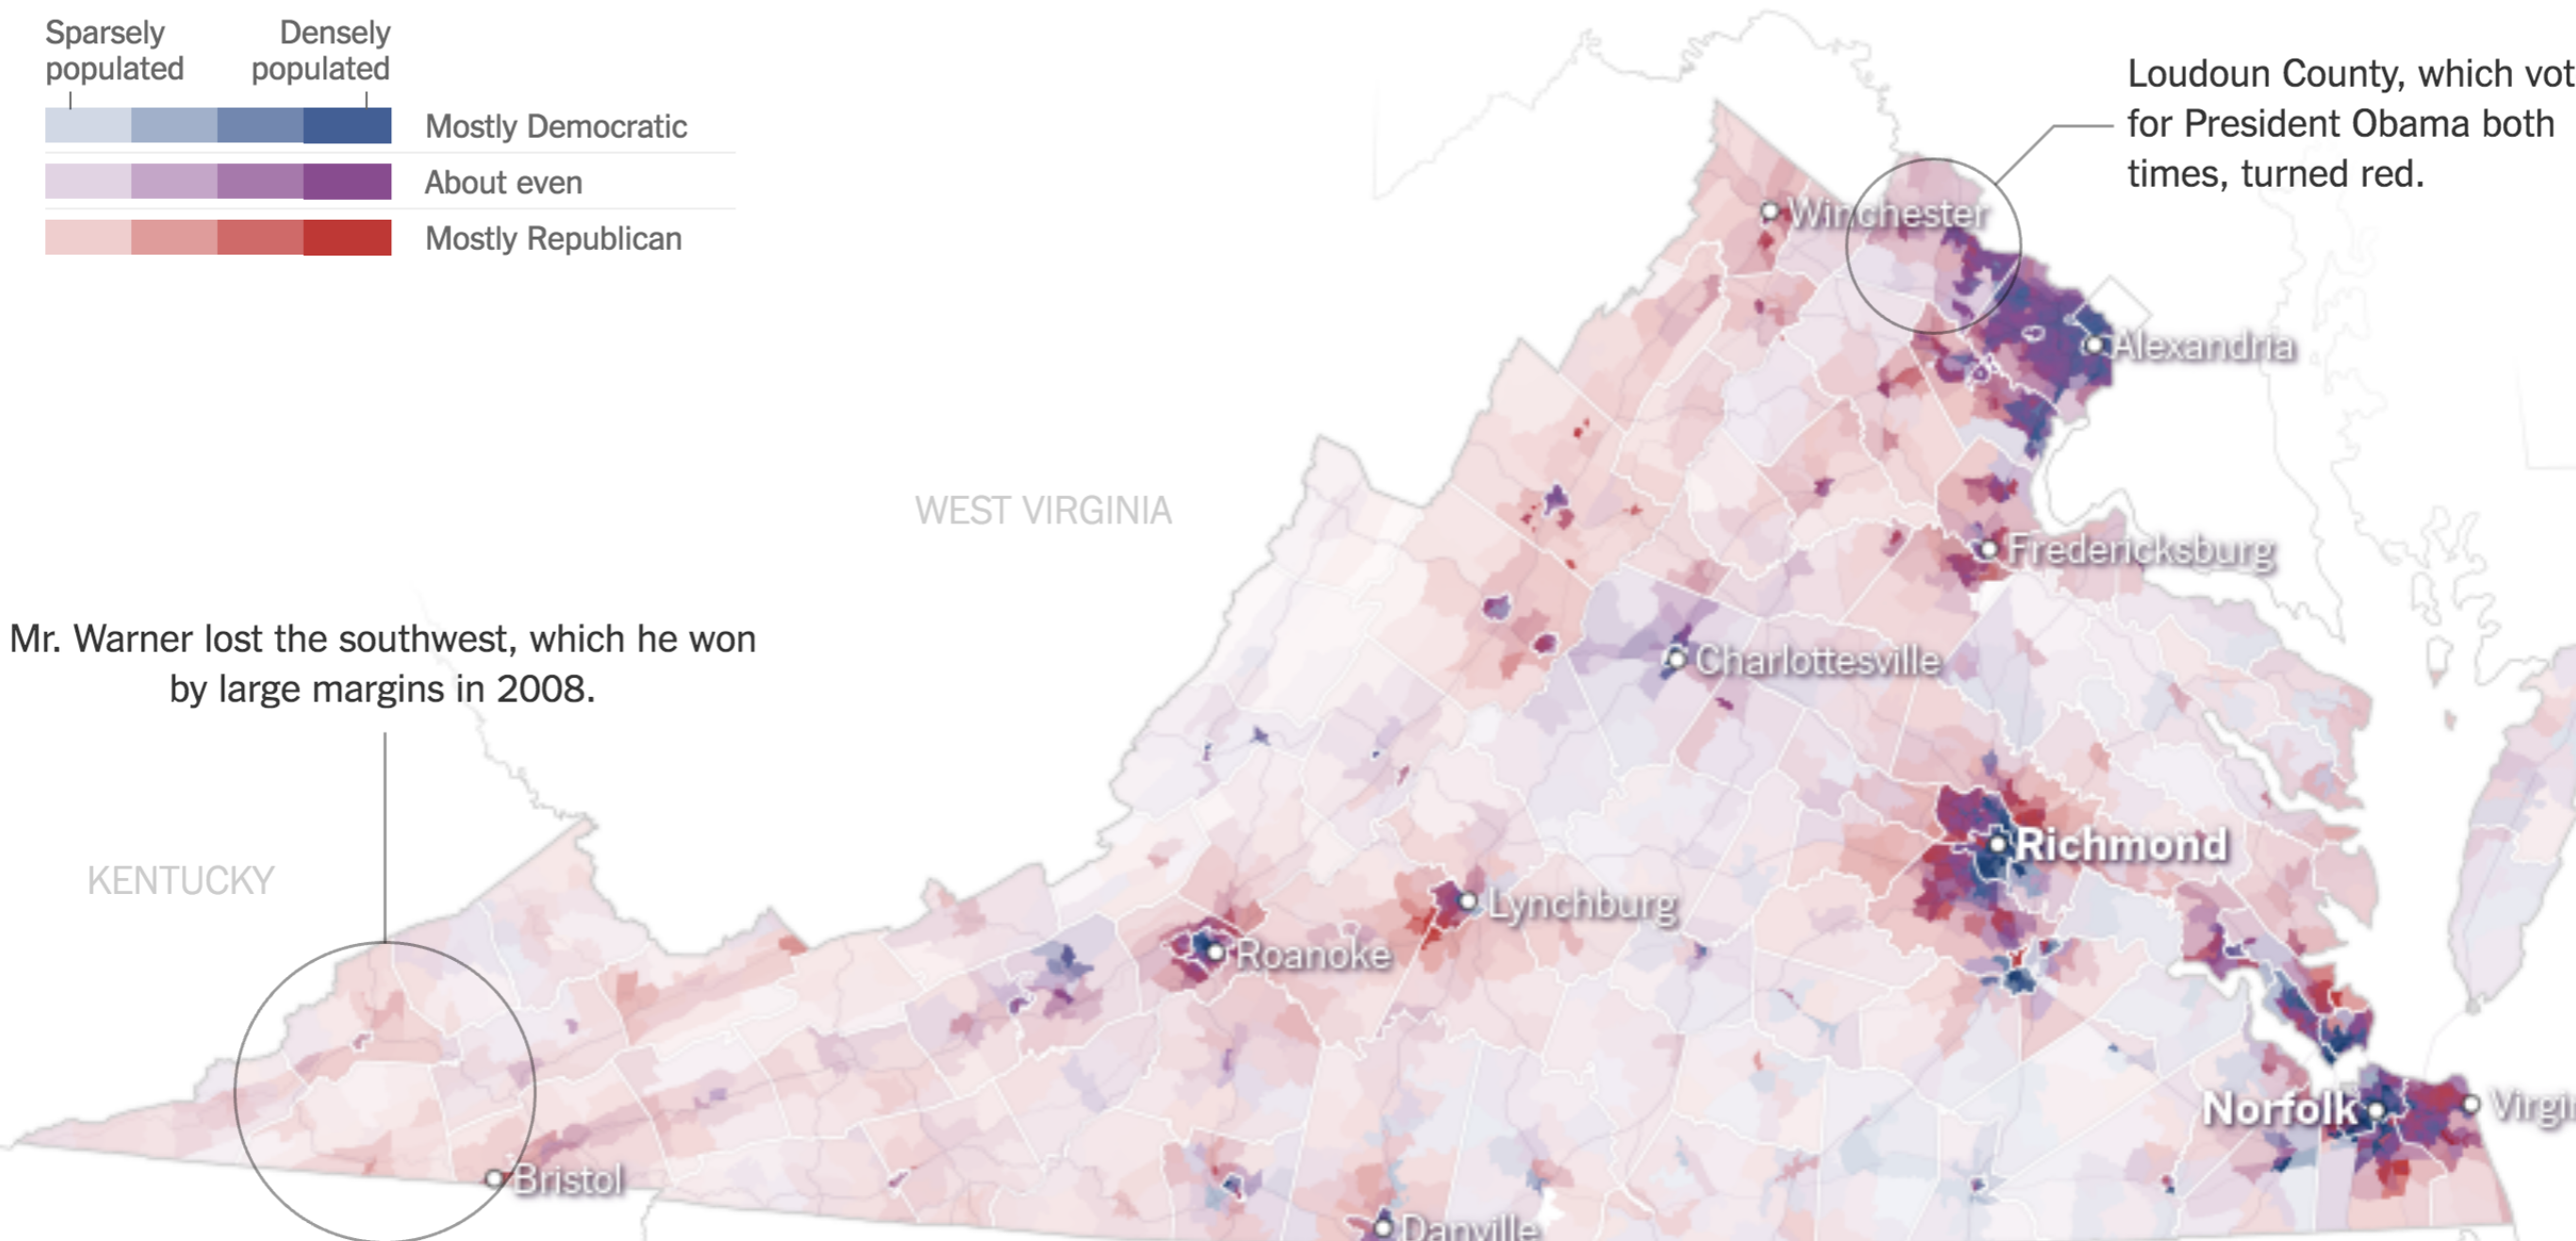 Sparsely
populated
Densely
populated
Mostly Democratic
About even
Mostly Republican
Loudoun County, which vot
for President Obama both
times, turned red.
Winchester
Alexandria
WEST VIRGINIA
Fredericksburg
Mr. Warner lost the southwest, which he won
by large margins in 2008.
Charlottesville
Richmond
KENTUCKY
Lynchburg
Roanoke
Norfolk
Virgi
Bristol
Danville